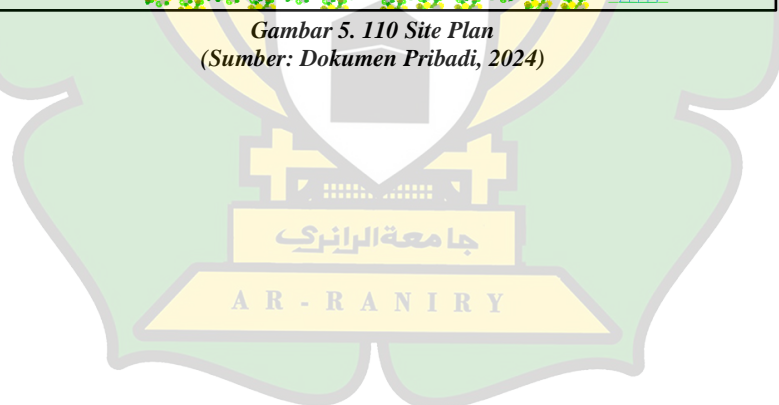 Gambar 5. 110 Site Plan
(Sumber: Dokumen Pribadi, 2024)
جامعةالرانري
AR-RANIRY